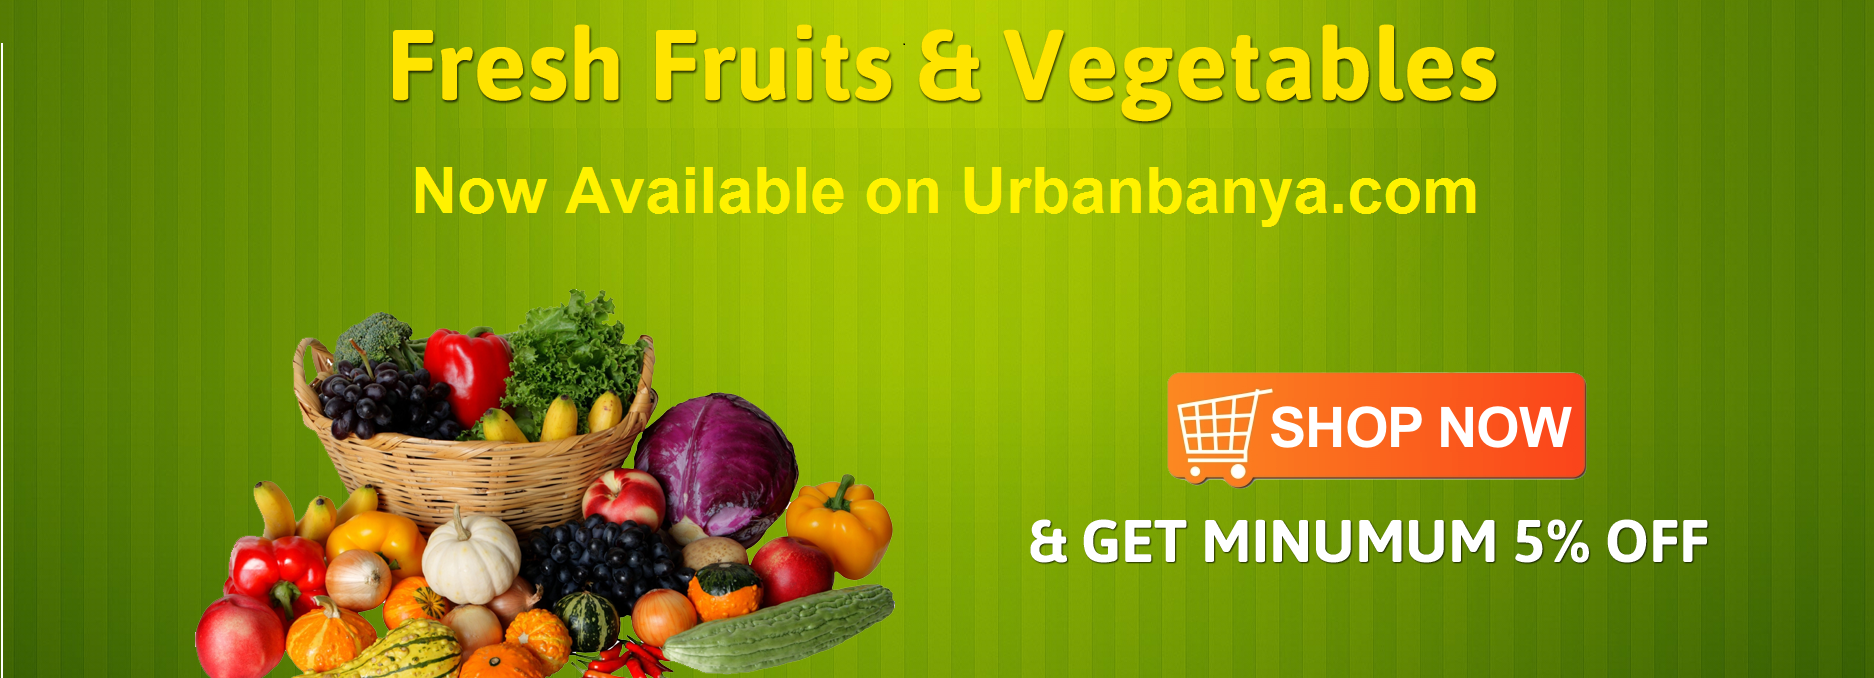 Fresh Fruits & Vegetables
Now Available on Urbanbanya.com
SHOP NOW
& GET MINUMUM 5% OFF